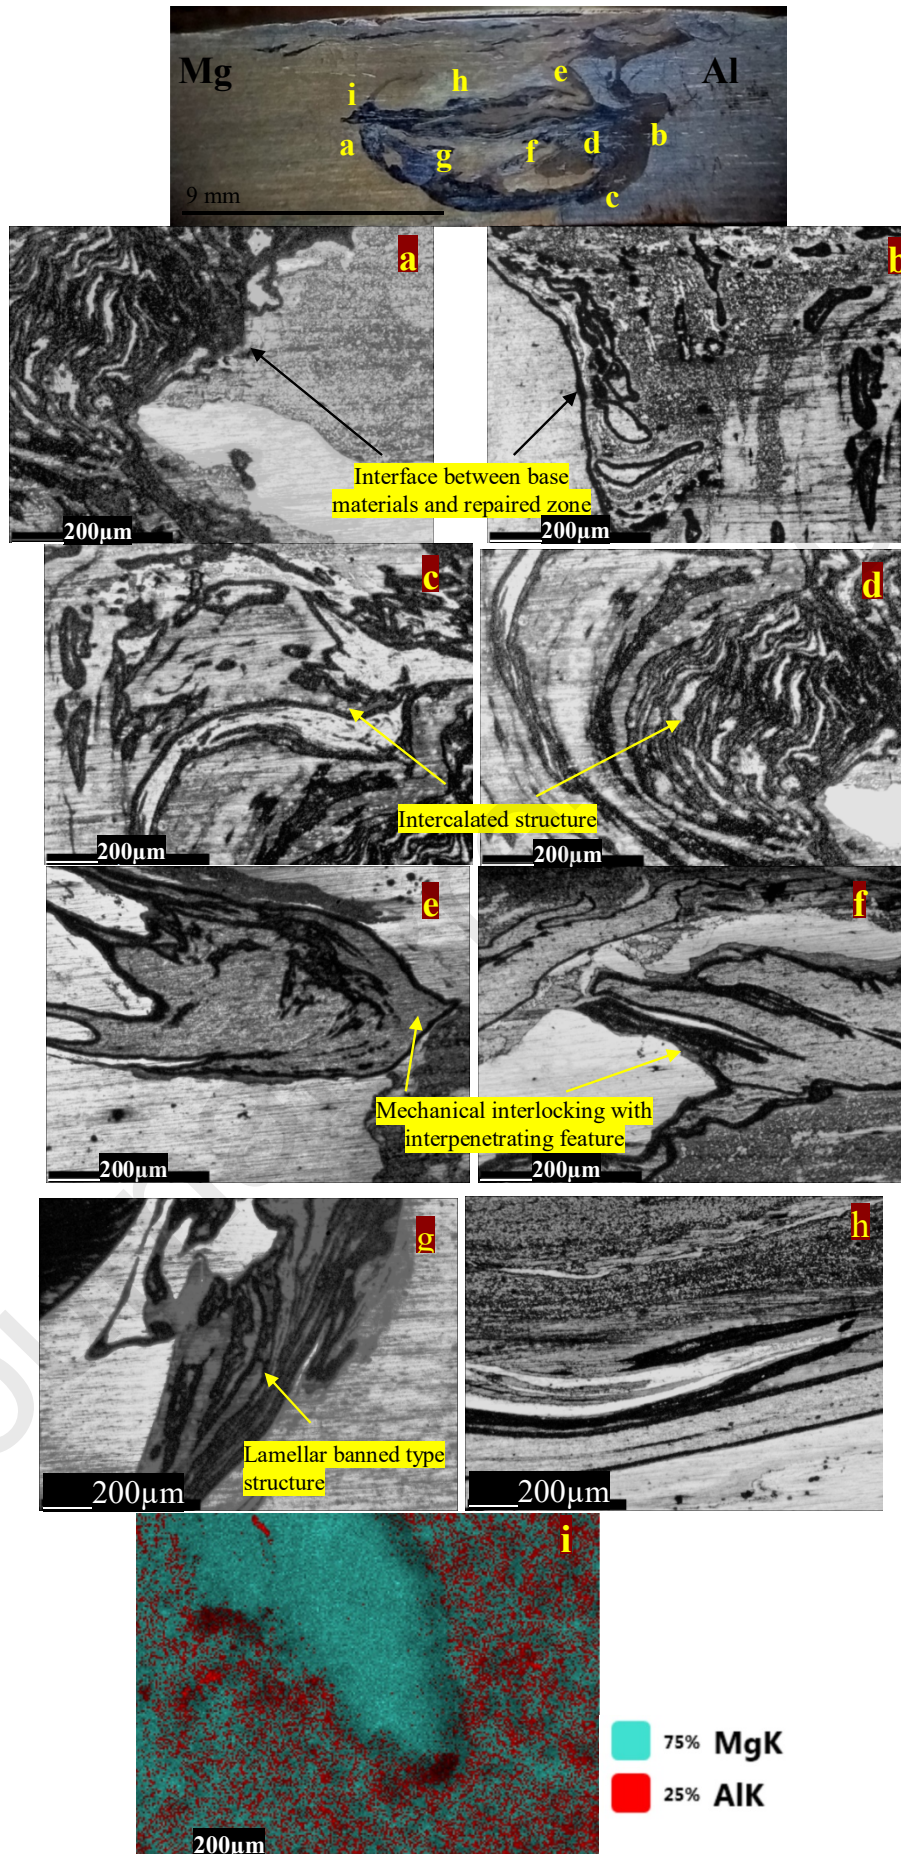 Mg
Al
h
e
i
a
g
f
d
b
c
9 mm
a
b
Interface between base
materials and repaired zone
200µm
200µm
c
d
Intercalated structure
200µm
200µm
e
f
Mechanical interlocking with
interpenetrating feature
200µm
200µm
g
h
Lamellar banned type
structure
200µm
200µm
i
75% MgK
25% AlK
200µm